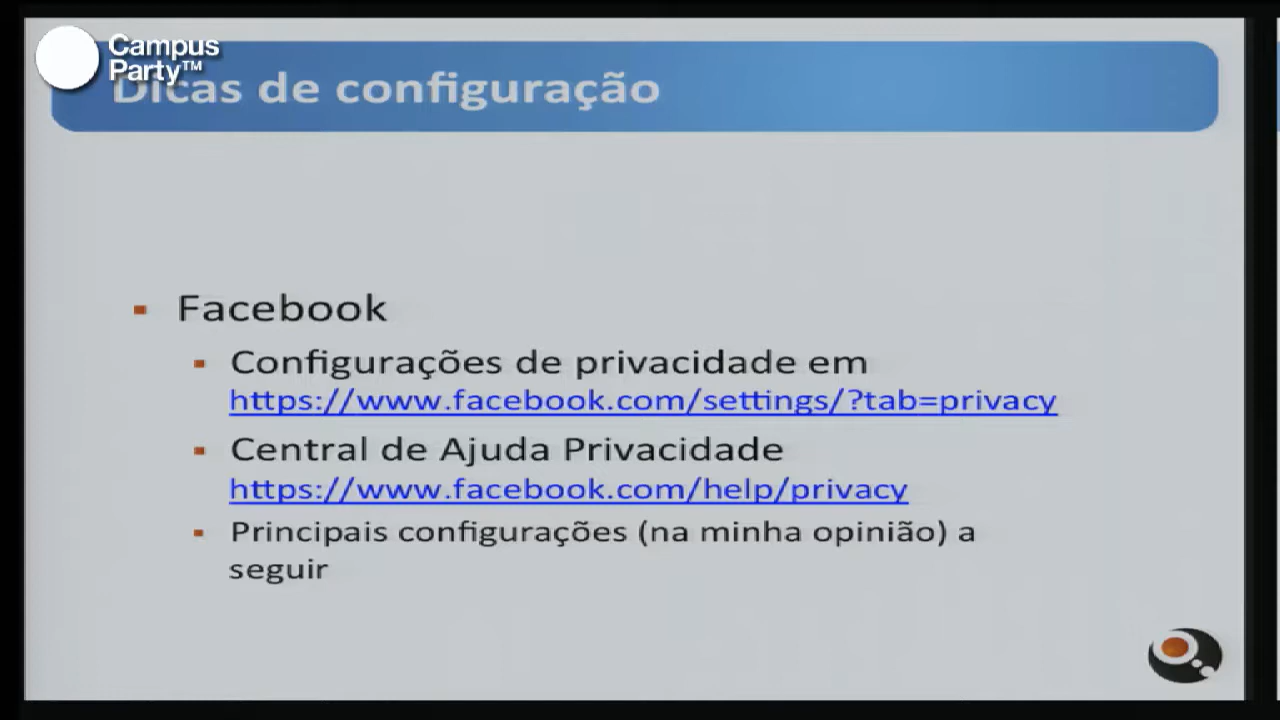 Campus
Party™
Dicas de configuração
Facebook
Configurações de privacidade em
https://www.facebook.com/settings/?tab=privacy
Central de Ajuda Privacidade
https://www.facebook.com/help/privacy
Principais configurações (na minha opinião) a
seguir